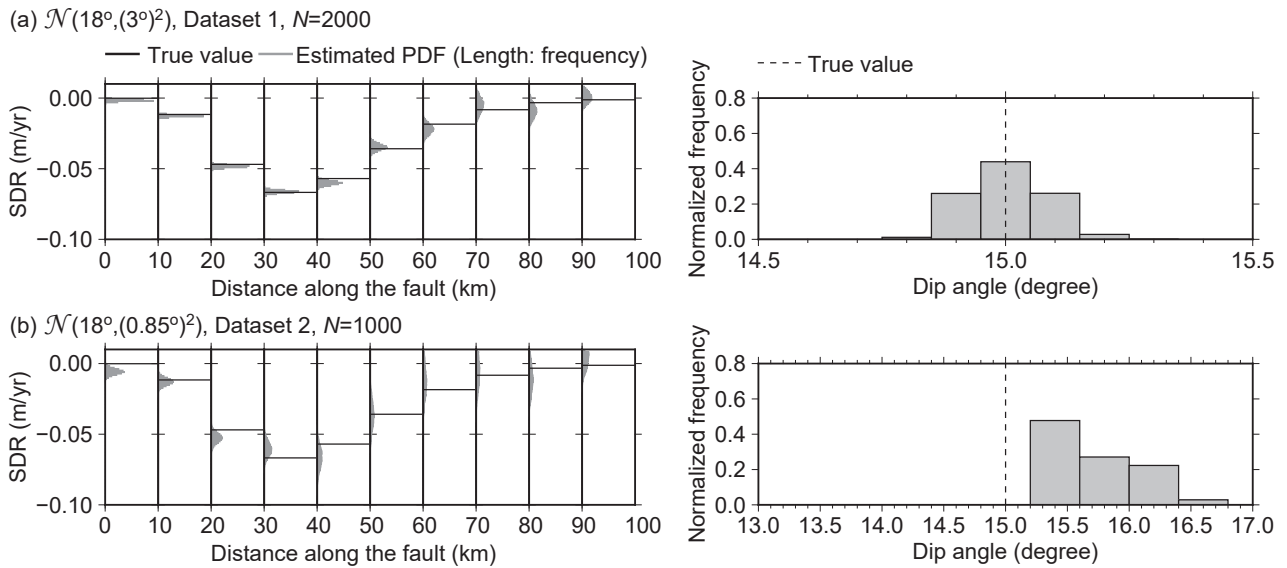 (a) 𝒩(18°,(3°)²), Dataset 1, N=2000
True value
Estimated PDF (Length: frequency)
0.00
−0.05
−0.10
SDR (m/yr)
0 10 20 30 40 50 60 70 80 90 100
Distance along the fault (km)
True value
0.8
0.6
0.4
0.2
0.0
Normalized frequency
14.5 15.0 15.5
Dip angle (degree)
(b) 𝒩(18°,(0.85°)²), Dataset 2, N=1000
0.00
−0.05
−0.10
SDR (m/yr)
0 10 20 30 40 50 60 70 80 90 100
Distance along the fault (km)
0.8
0.6
0.4
0.2
0.0
Normalized frequency
13.0 13.5 14.0 14.5 15.0 15.5 16.0 16.5 17.0
Dip angle (degree)